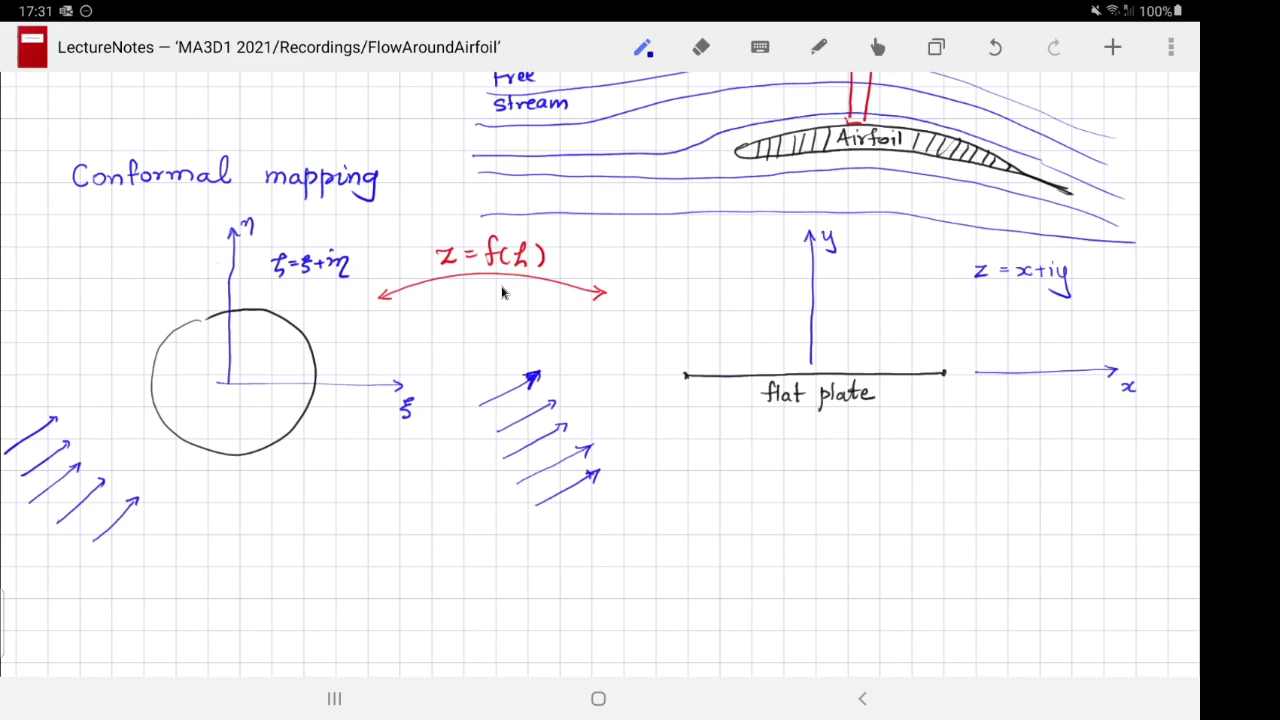 17:31
100%
LectureNotes — ‘MA3D1 2021/Recordings/FlowAroundAirfoil’
Free
stream
Airfoil
Conformal mapping
η
ζ=ξ+iη
z = f(ζ)
y
z = x+iy
flat plate
x
ξ